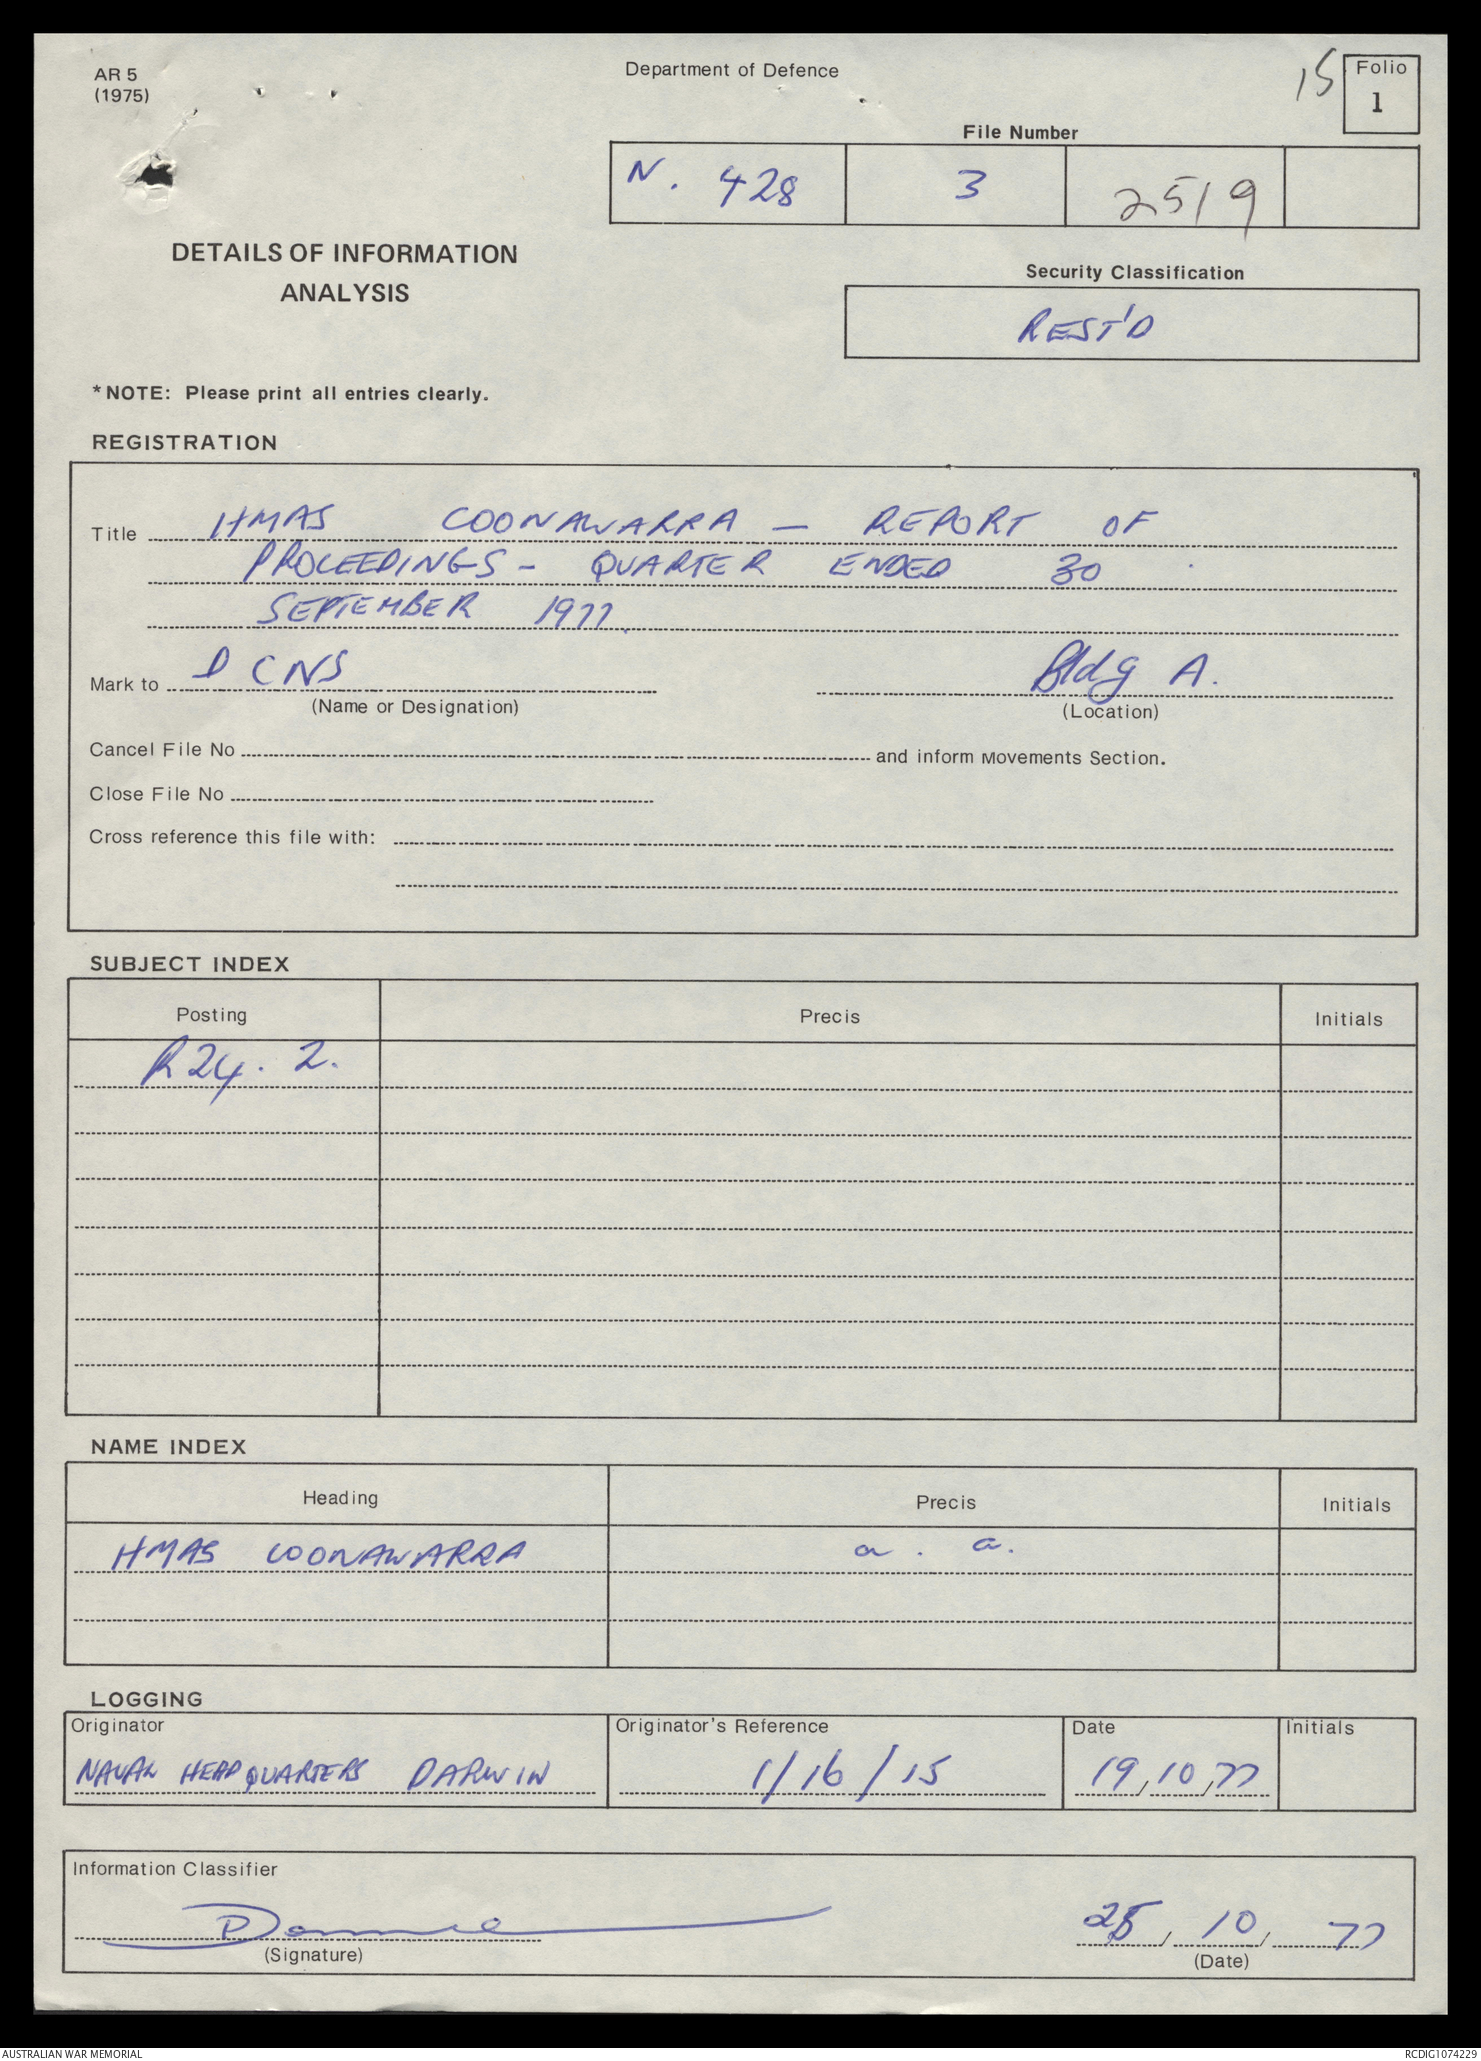 AR 5
(1975)
Department of Defence
15
Folio
1
File Number
N. 428 3 2519
DETAILS OF INFORMATION
ANALYSIS
Security Classification
REST'D
*NOTE: Please print all entries clearly.
REGISTRATION
Title HMAS COONAWARRA — REPORT OF
PROCEEDINGS - QUARTER ENDED 30
SEPTEMBER 1977.
Mark to DCNS Bldg A.
(Name or Designation) (Location)
Cancel File No and inform Movements Section.
Close File No
Cross reference this file with:
SUBJECT INDEX
Posting Precis Initials
R24. 2.
NAME INDEX
Heading Precis Initials
HMAS COONAWARRA a. a.
LOGGING
Originator Originator's Reference Date Initials
NAVAL HEADQUARTERS DARWIN 1/16/15 19,10,77
Information Classifier
, 10, 77
(Signature) (Date)
AUSTRALIAN WAR MEMORIAL RCDIG1074229